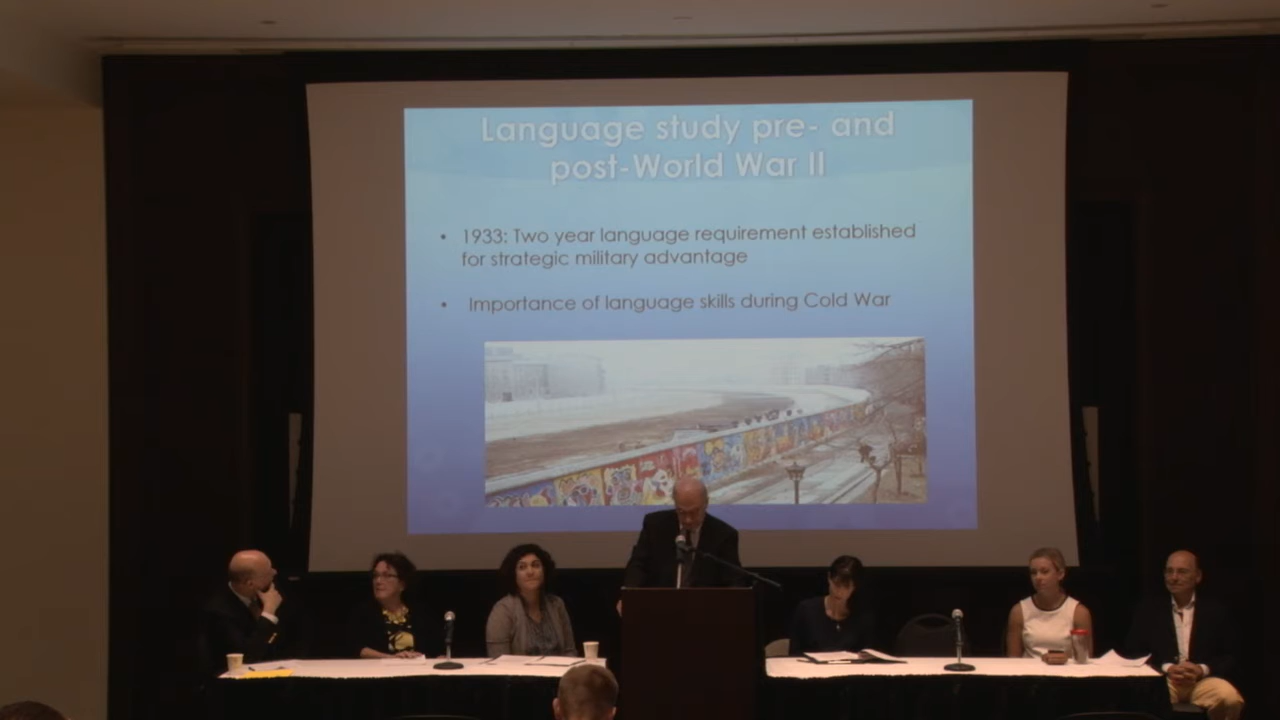 Language study pre- and
post-World War II
• 1933: Two year language requirement established
for strategic military advantage
• Importance of language skills during Cold War